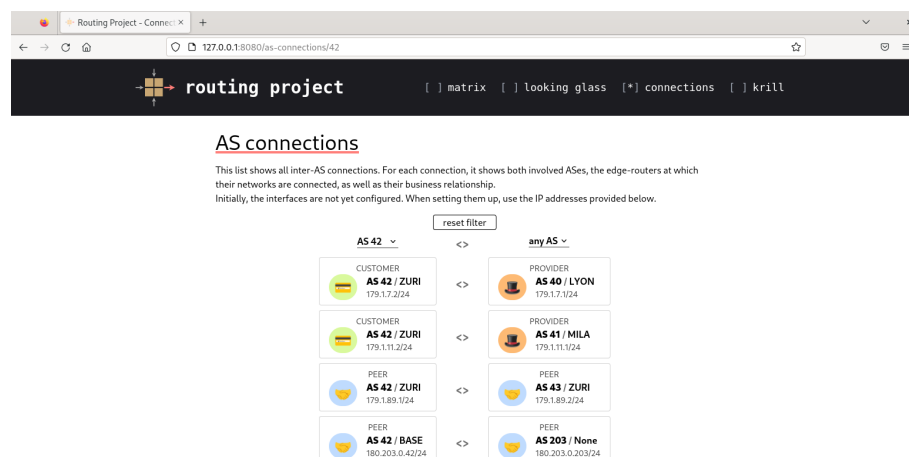 Routing Project - Connect
127.0.0.1:8080/as-connections/42
routing project
[ ] matrix [ ] looking glass [*] connections [ ] krill
AS connections
This list shows all inter-AS connections. For each connection, it shows both involved ASes, the edge-routers at which
their networks are connected, as well as their business relationship.
Initially, the interfaces are not yet configured. When setting them up, use the IP addresses provided below.
reset filter
AS 42 <> any AS
CUSTOMER PROVIDER
AS 42 / ZURI <> AS 40 / LYON
179.1.7.2/24 179.1.7.1/24
CUSTOMER PROVIDER
AS 42 / ZURI <> AS 41 / MILA
179.1.11.2/24 179.1.11.1/24
PEER PEER
AS 42 / ZURI <> AS 43 / ZURI
179.1.89.1/24 179.1.89.2/24
PEER PEER
AS 42 / BASE <> AS 203 / None
180.203.0.42/24 180.203.0.203/24